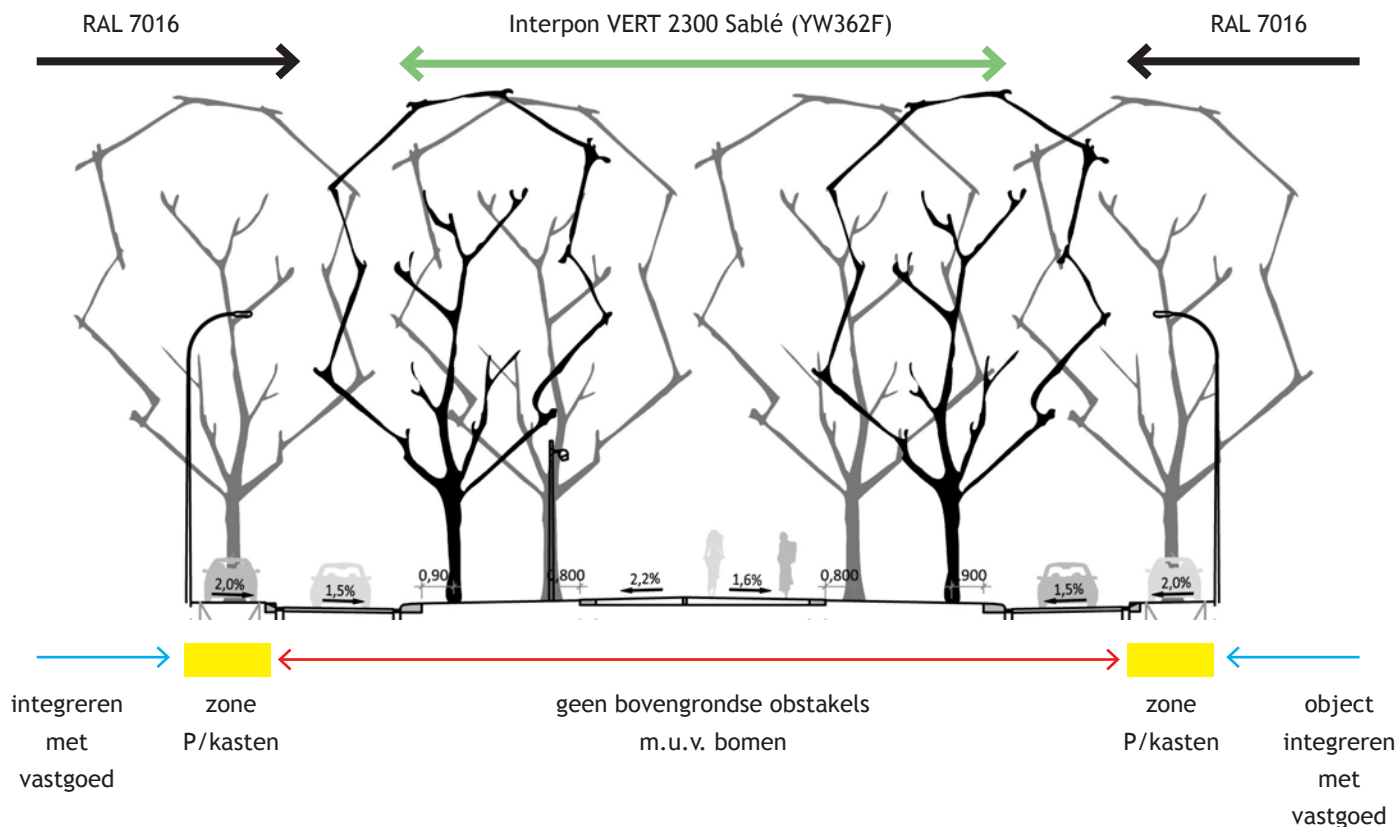 RAL 7016
Interpon VERT 2300 Sablé (YW362F)
RAL 7016
2,0%
1,5%
0,90
0,800
2,2%
1,6%
0,800
900
1,5%
2,0%
integreren
met
vastgoed
zone
P/kasten
geen bovengrondse obstakels
m.u.v. bomen
zone
P/kasten
object
integreren
met
vastgoed